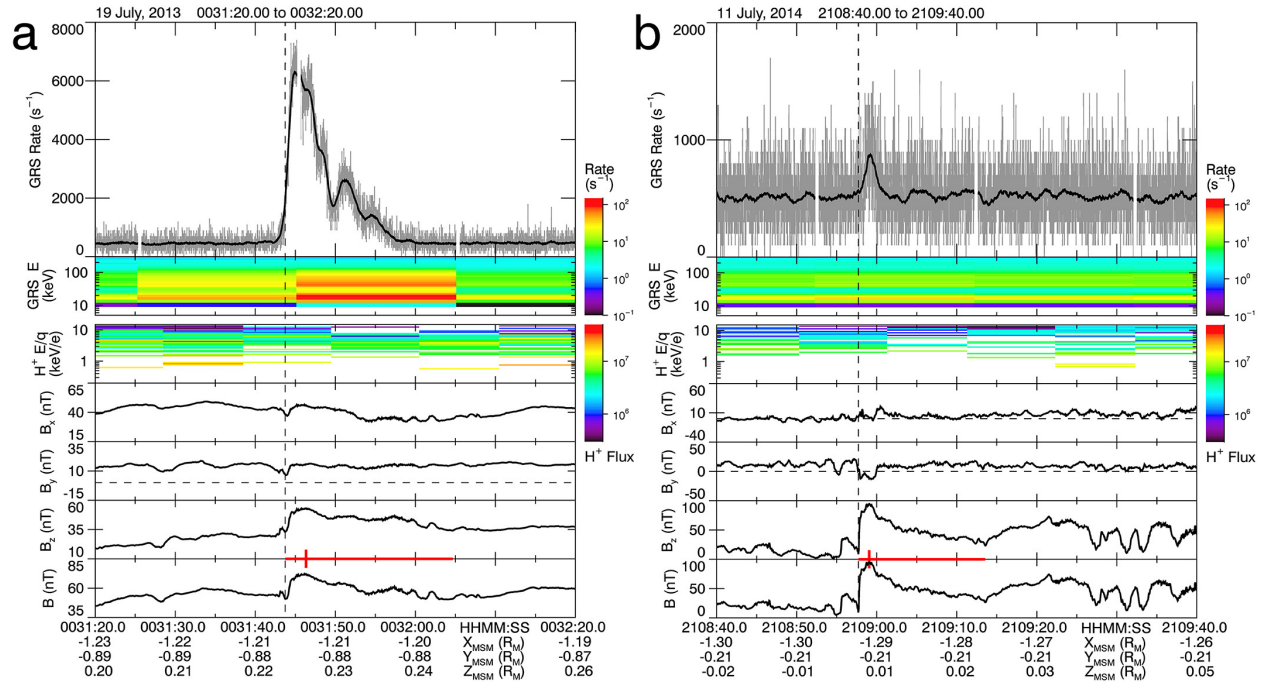 a
19 July, 2013 0031:20.00 to 0032:20.00
8000
6000
4000
2000
0
GRS Rate (s⁻¹)
Rate
(s⁻¹)
10²
10¹
10⁰
10⁻¹
GRS E
(keV)
100
10
H⁺ E/q
(keV/e)
10
1
10⁷
10⁶
H⁺ Flux
Bₓ (nT)
65
40
15
By (nT)
35
10
-15
Bz (nT)
60
35
10
B (nT)
85
60
35
0031:20.0 0031:30.0 0031:40.0 0031:50.0 0032:00.0 HHMM:SS 0032:20.0
-1.23 -1.22 -1.21 -1.21 -1.20 X_MSM (R_M) -1.19
-0.89 -0.89 -0.88 -0.88 -0.88 Y_MSM (R_M) -0.87
0.20 0.21 0.22 0.23 0.24 Z_MSM (R_M) 0.26
b
11 July, 2014 2108:40.00 to 2109:40.00
2000
1000
0
GRS Rate (s⁻¹)
Rate
(s⁻¹)
10²
10¹
10⁰
10⁻¹
GRS E
(keV)
100
10
H⁺ E/q
(keV/e)
10
1
10⁷
10⁶
H⁺ Flux
Bₓ (nT)
60
10
-40
By (nT)
50
0
-50
Bz (nT)
100
50
0
B (nT)
100
50
0
2108:40.0 2108:50.0 2109:00.0 2109:10.0 2109:20.0 HHMM:SS 2109:40.0
-1.30 -1.30 -1.29 -1.28 -1.27 X_MSM (R_M) -1.26
-0.21 -0.21 -0.21 -0.21 -0.21 Y_MSM (R_M) -0.21
-0.02 -0.01 0.01 0.02 0.03 Z_MSM (R_M) 0.05